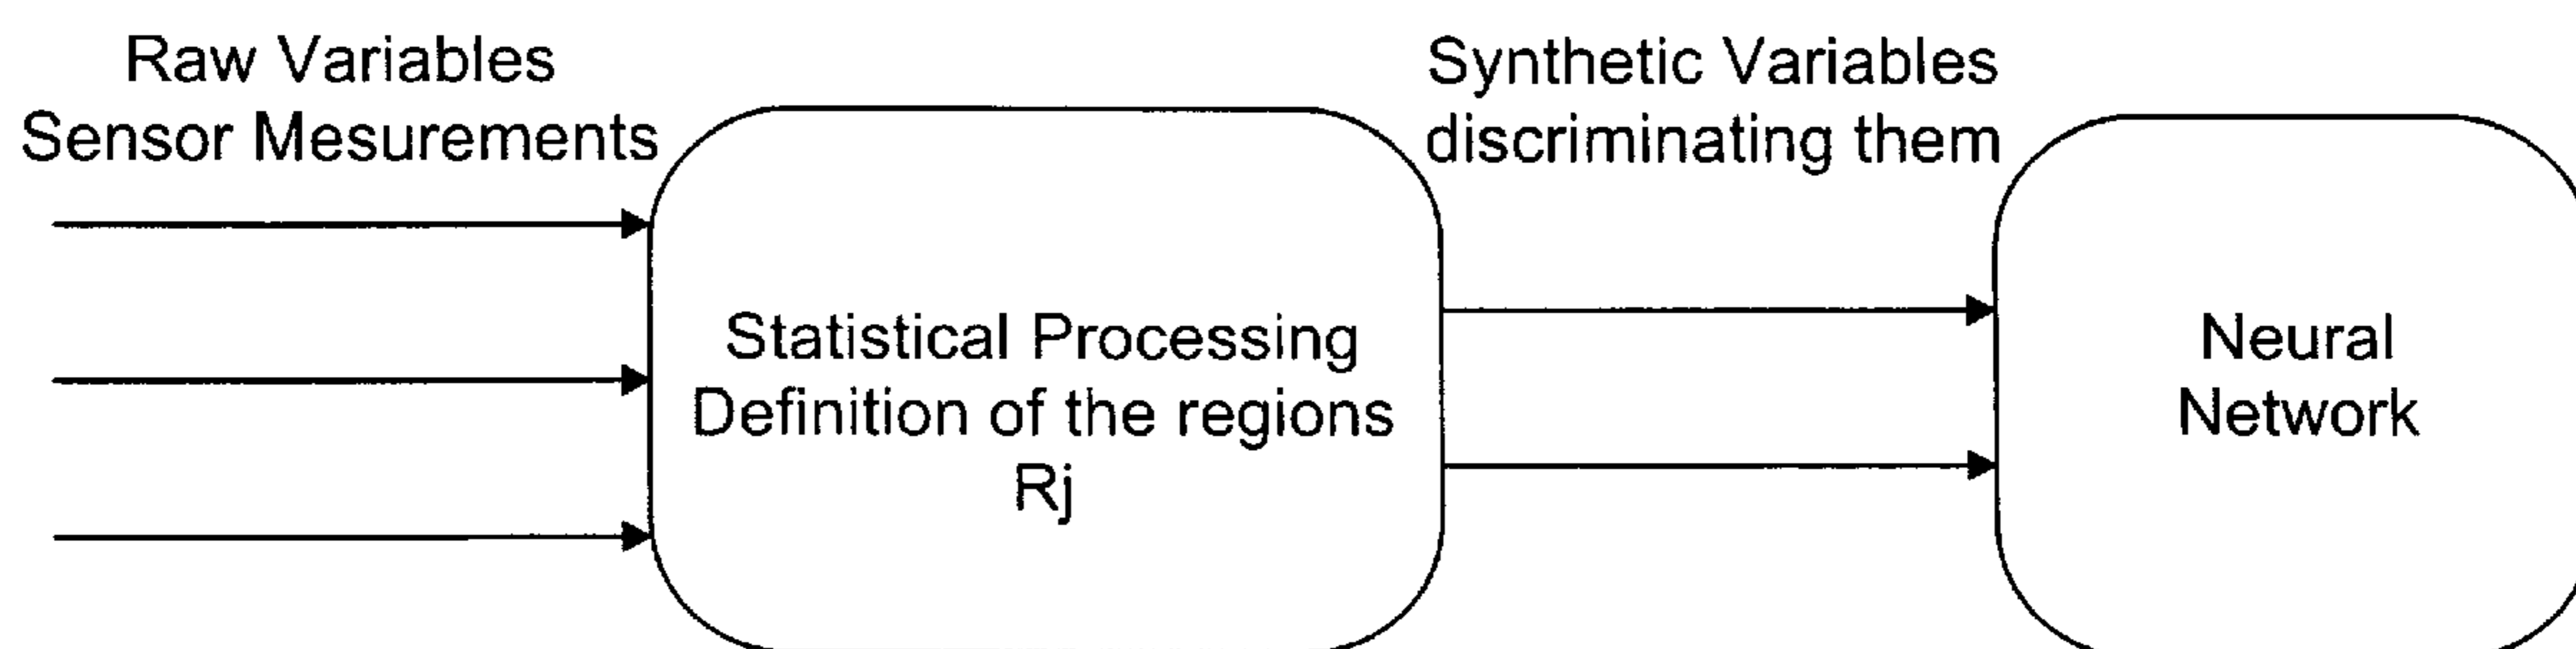 Raw Variables
Sensor Mesurements
Statistical Processing
Definition of the regions
Rj
Synthetic Variables
discriminating them
Neural
Network